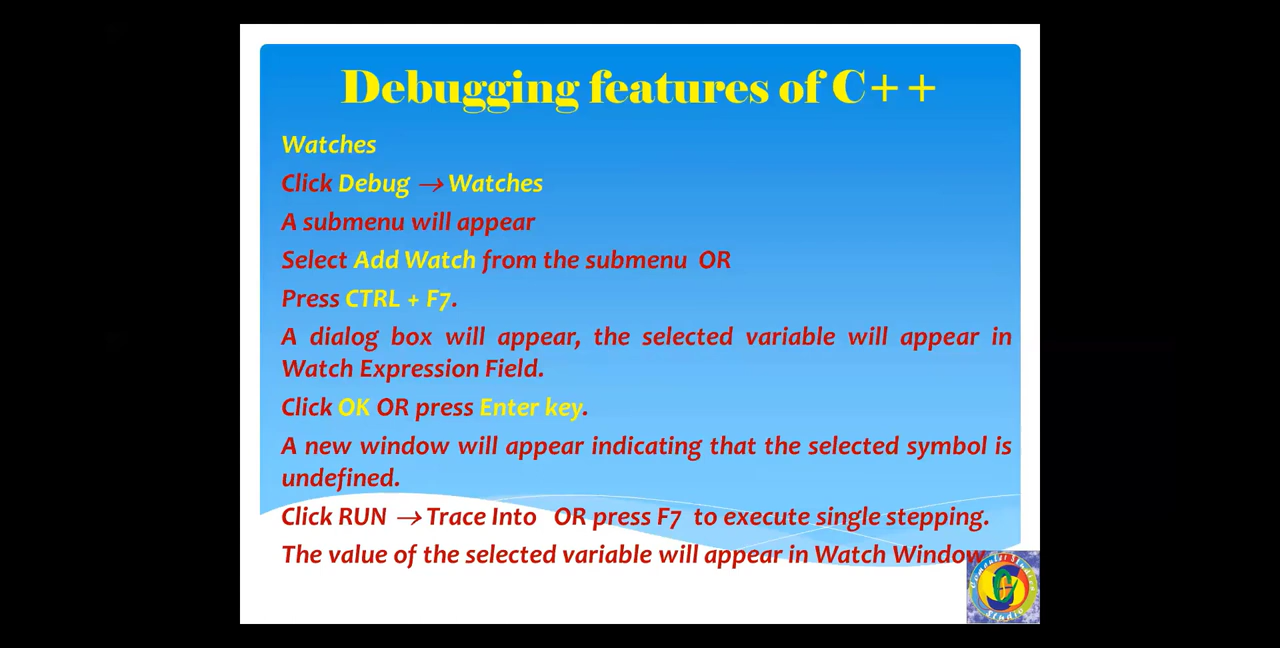 Debugging features of C++
Watches
Click Debug → Watches
A submenu will appear
Select Add Watch from the submenu OR
Press CTRL + F7.
A dialog box will appear, the selected variable will appear in
Watch Expression Field.
Click OK OR press Enter key.
A new window will appear indicating that the selected symbol is
undefined.
Click RUN → Trace Into OR press F7 to execute single stepping.
The value of the selected variable will appear in Watch Window
Studio